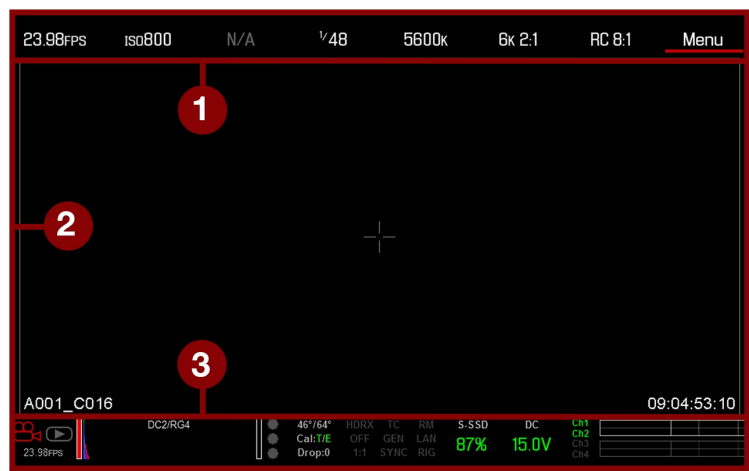 23.98FPS ISO800 N/A 1/48 5600K 6K 2:1 RC 8:1 Menu
1
2
3
A001_C016 09:04:53:10
DC2/RG4 46°/64° HDRX TC RM S-SSD DC Ch1
Cal:T/E OFF GEN LAN 87% 15.0V Ch2
23.98FPS Drop:0 1:1 SYNC RIG Ch3
Ch4